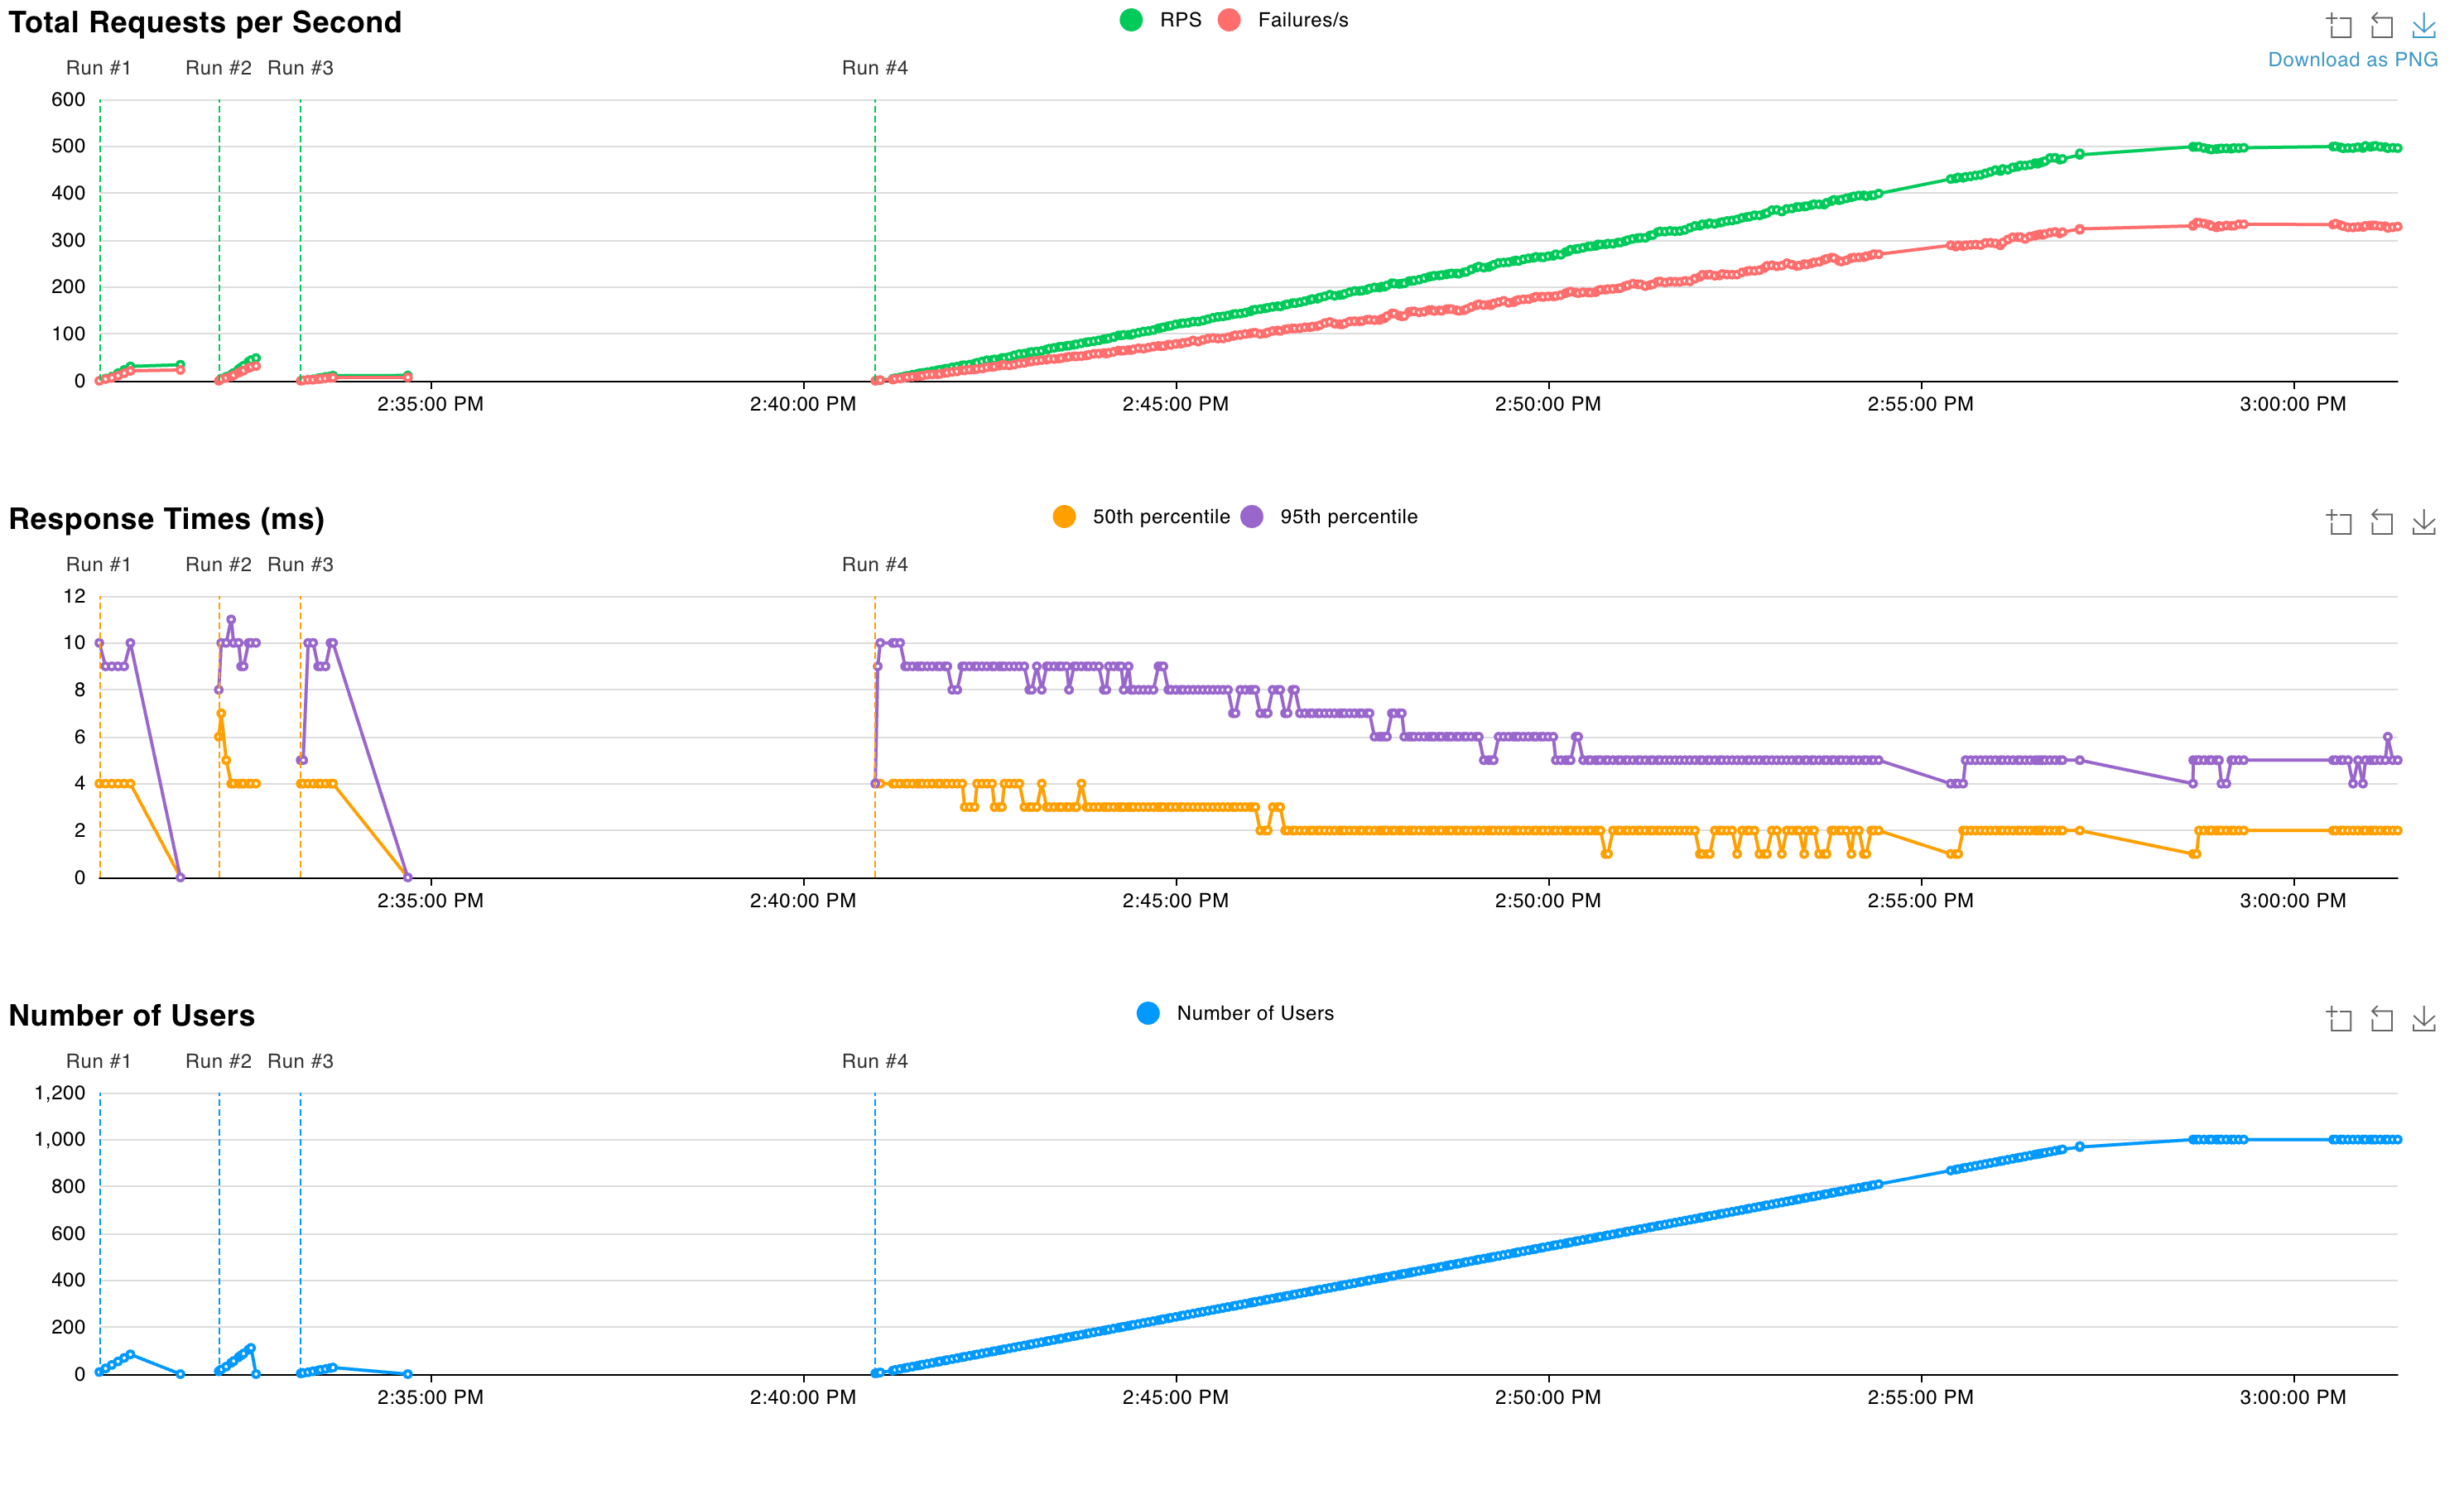 Total Requests per Second
RPS Failures/s
Download as PNG
Run #1 Run #2 Run #3 Run #4
600
500
400
300
200
100
0
2:35:00 PM 2:40:00 PM 2:45:00 PM 2:50:00 PM 2:55:00 PM 3:00:00 PM
Response Times (ms)
50th percentile 95th percentile
Run #1 Run #2 Run #3 Run #4
12
10
8
6
4
2
0
2:35:00 PM 2:40:00 PM 2:45:00 PM 2:50:00 PM 2:55:00 PM 3:00:00 PM
Number of Users
Number of Users
Run #1 Run #2 Run #3 Run #4
1,200
1,000
800
600
400
200
0
2:35:00 PM 2:40:00 PM 2:45:00 PM 2:50:00 PM 2:55:00 PM 3:00:00 PM